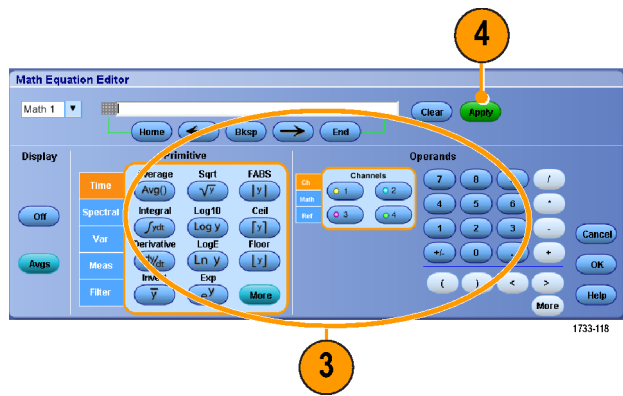 4
Math Equation Editor
Math 1
Clear
Apply
Home
Bksp
End
Display
Off
Avgs
Primitive
Time
Spectral
Var
Meas
Filter
Average Sqrt FABS
Avg() √y |y|
Integral Log10 Ceil
∫ydt Log y ⌈y⌉
Derivative LogE Floor
dy/dt Ln y ⌊y⌋
Exp
e^y More
Operands
Ch
Math
Ref
Channels
1 2
3 4
7 8 /
4 5 6 *
1 2 3 -
+/- 0 . +
( ) < >
More
Cancel
OK
Help
1733-118
3